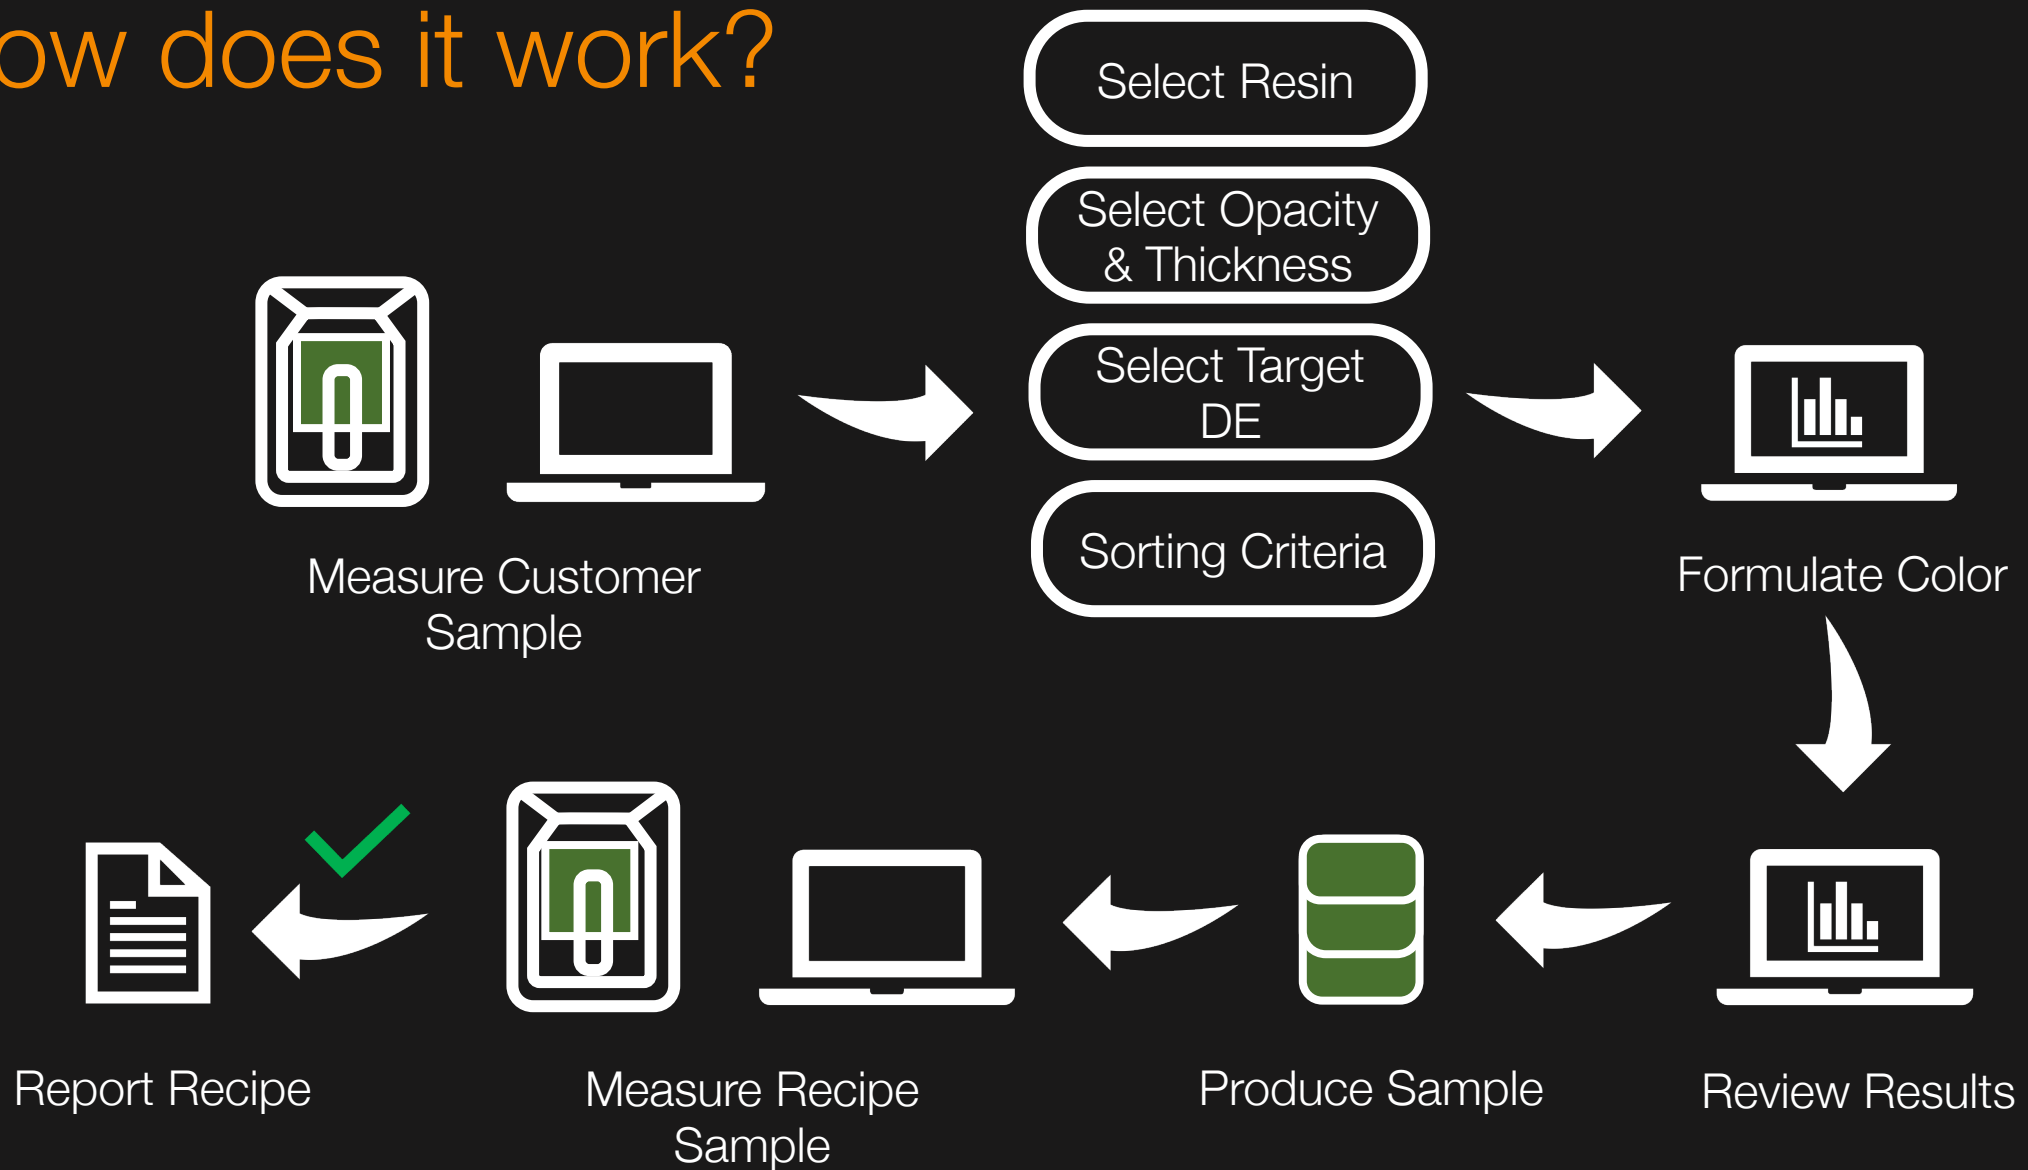 ow does it work?
Select Resin
Select Opacity
& Thickness
Select Target
DE
Sorting Criteria
Measure Customer
Sample
Formulate Color
Report Recipe
Measure Recipe
Sample
Produce Sample
Review Results